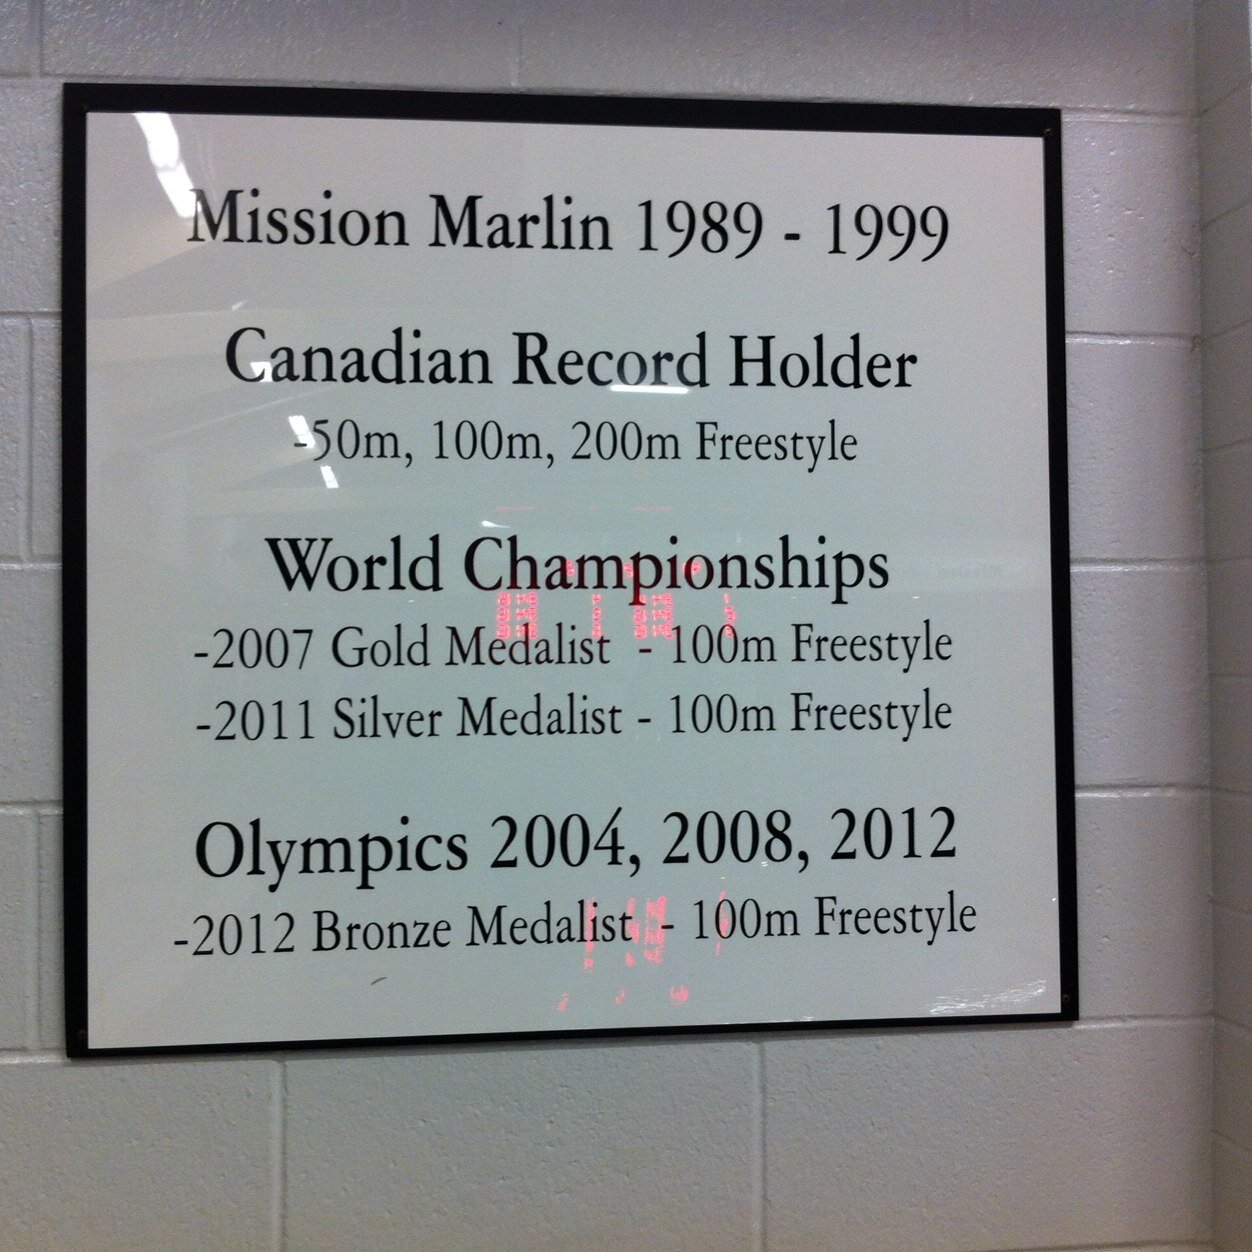 Mission Marlin 1989 - 1999
Canadian Record Holder
-50m, 100m, 200m Freestyle
World Championships
-2007 Gold Medalist - 100m Freestyle
-2011 Silver Medalist - 100m Freestyle
Olympics 2004, 2008, 2012
-2012 Bronze Medalist - 100m Freestyle